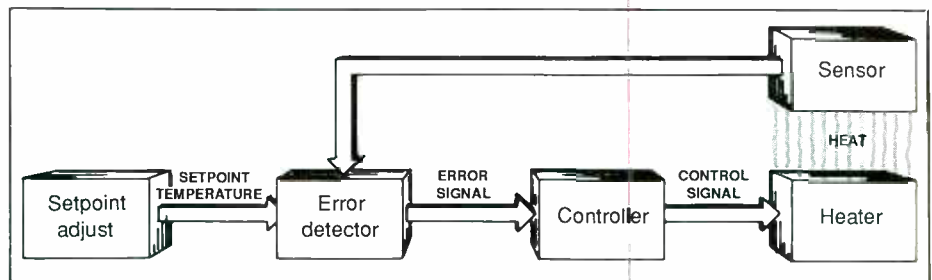 Sensor
HEAT
SETPOINT
TEMPERATURE
ERROR
SIGNAL
CONTROL
SIGNAL
Setpoint
adjust
Error
detector
Controller
Heater